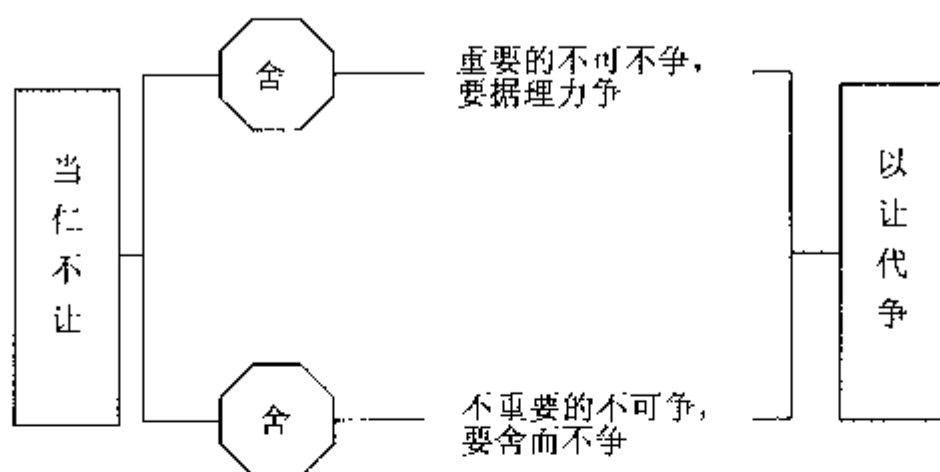 当仁不让
舍
重要的不可不争，
要据理力争
舍
不重要的不可争，
要舍而不争
以让代争